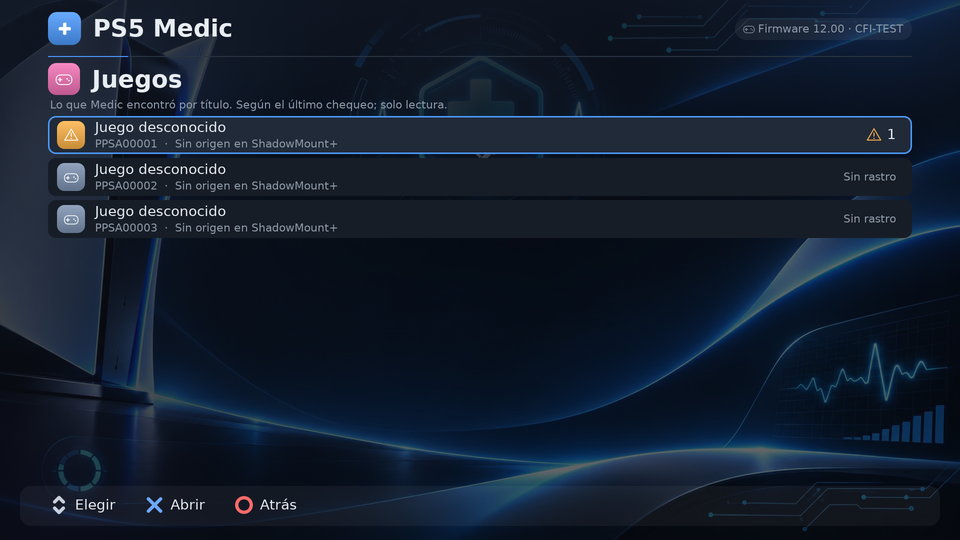 PS5 Medic
Firmware 12.00 · CFI-TEST
Juegos
Lo que Medic encontró por título. Según el último chequeo; solo lectura.
Juego desconocido
PPSA00001 · Sin origen en ShadowMount+
1
Juego desconocido
PPSA00002 · Sin origen en ShadowMount+
Sin rastro
Juego desconocido
PPSA00003 · Sin origen en ShadowMount+
Sin rastro
Elegir Abrir Atrás